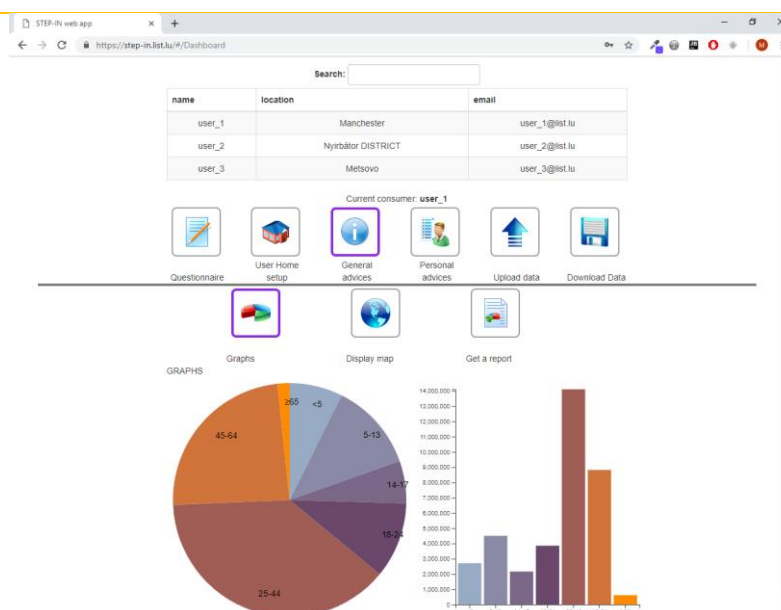 STEP-IN web app
https://step-in.list.lu/#/Dashboard
Search:
name location email
user_1 Manchester user_1@list.lu
user_2 Nyirbátor DISTRICT user_2@list.lu
user_3 Metsovo user_3@list.lu
Current consumer: user_1
Questionnaire
User Home setup
General advices
Personal advices
Upload data
Download Data
Graphs
Display map
Get a report
GRAPHS
≥65
<5
45-64
5-13
14-17
18-24
25-44
14,000,000
13,000,000
12,000,000
11,000,000
10,000,000
9,000,000
8,000,000
7,000,000
6,000,000
5,000,000
4,000,000
3,000,000
2,000,000
1,000,000
0